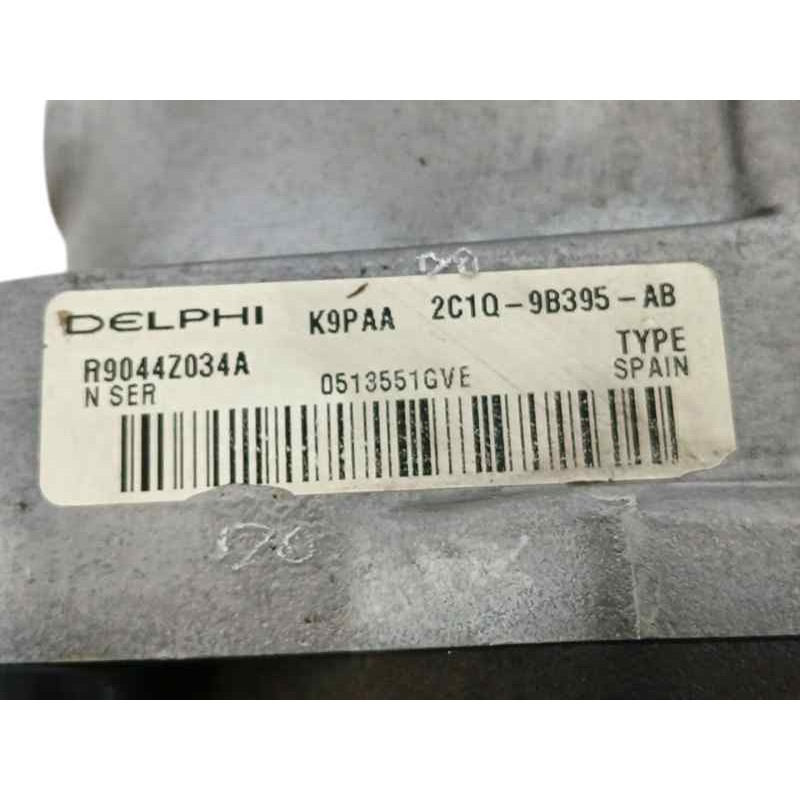 DELPHI K9PAA 2C1Q-9B395-AB
R9044Z034A TYPE
N SER 0513551GVE SPAIN